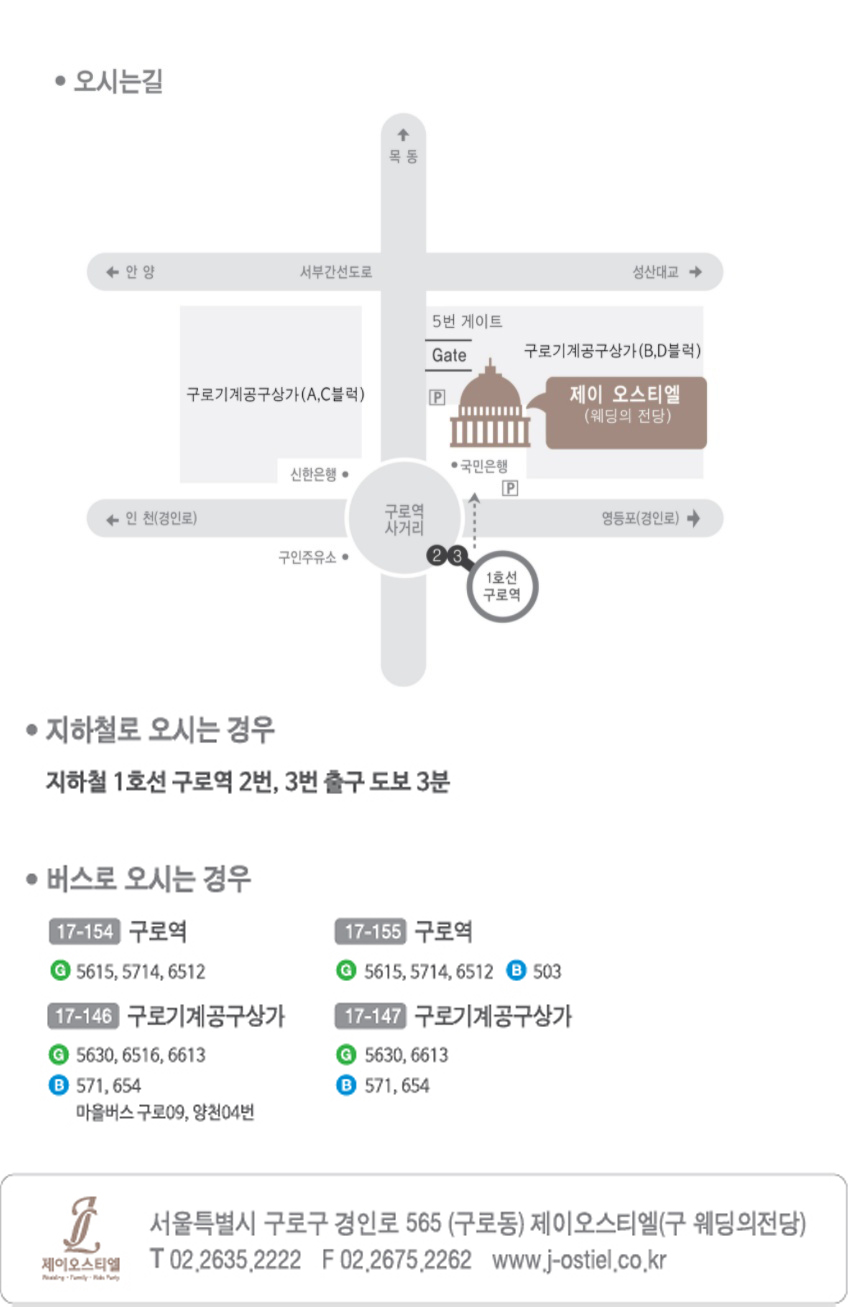 • 오시는길
목 동
안 양
서부간선도로
성산대교
5번 게이트
Gate
구로기계공구상가(B,D블럭)
구로기계공구상가(A,C블럭)
P
제이 오스티엘
(웨딩의 전당)
신한은행 •
• 국민은행
P
인 천(경인로)
구로역
사거리
영등포(경인로)
구인주유소 •
2 3
1호선
구로역
• 지하철로 오시는 경우
지하철 1호선 구로역 2번, 3번 출구 도보 3분
• 버스로 오시는 경우
17-154 구로역
G 5615, 5714, 6512
17-155 구로역
G 5615, 5714, 6512 B 503
17-146 구로기계공구상가
G 5630, 6516, 6613
B 571, 654
마을버스 구로09, 양천04번
17-147 구로기계공구상가
G 5630, 6613
B 571, 654
제이오스티엘
Wedding · Family · Kids Party
서울특별시 구로구 경인로 565 (구로동) 제이오스티엘(구 웨딩의전당)
T 02.2635.2222 F 02.2675.2262 www.j-ostiel.co.kr